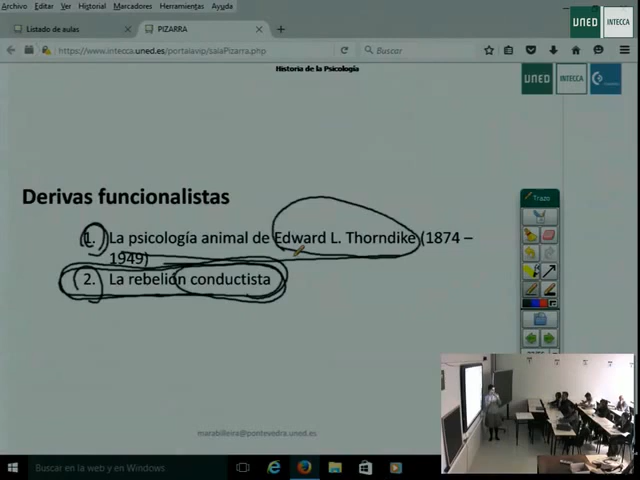 Archivo Editar Ver Historial Marcadores Herramientas Ayuda
Listado de aulas
PIZARRA
https://www.intecca.uned.es/portalavip/salaPizarra.php
Buscar
UNED
INTECCA
Historia de la Psicología
UNED
INTECCA
Derivas funcionalistas
1. La psicología animal de Edward L. Thorndike (1874 –
1949)
2. La rebelión conductista
Trazo
marabilleira@pontevedra.uned.es
Buscar en la web y en Windows